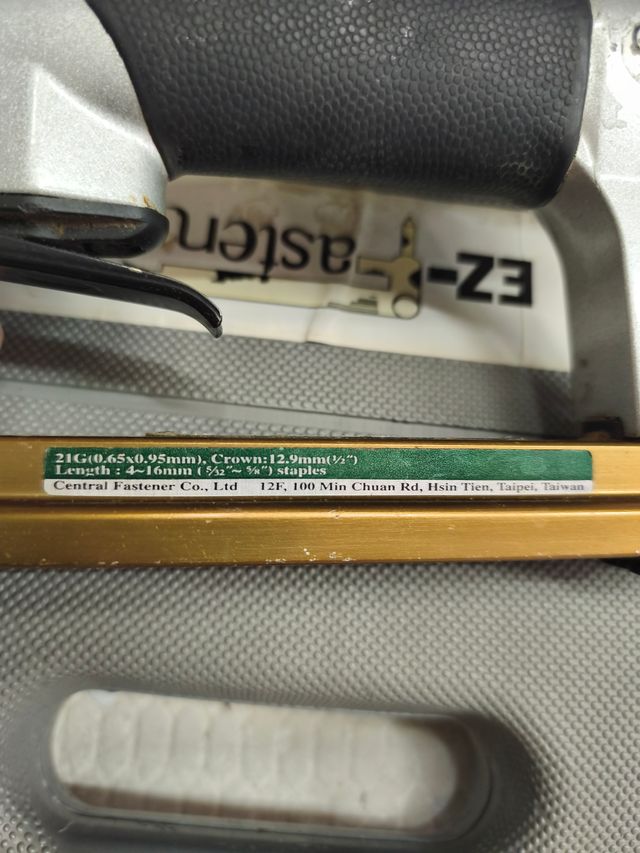 EZ-Fastene
21G(0.65x0.95mm), Crown:12.9mm(½″)
Length : 4~16mm ( 5/32″~ 5/8″) staples
Central Fastener Co., Ltd 12F, 100 Min Chuan Rd, Hsin Tien, Taipei, Taiwan